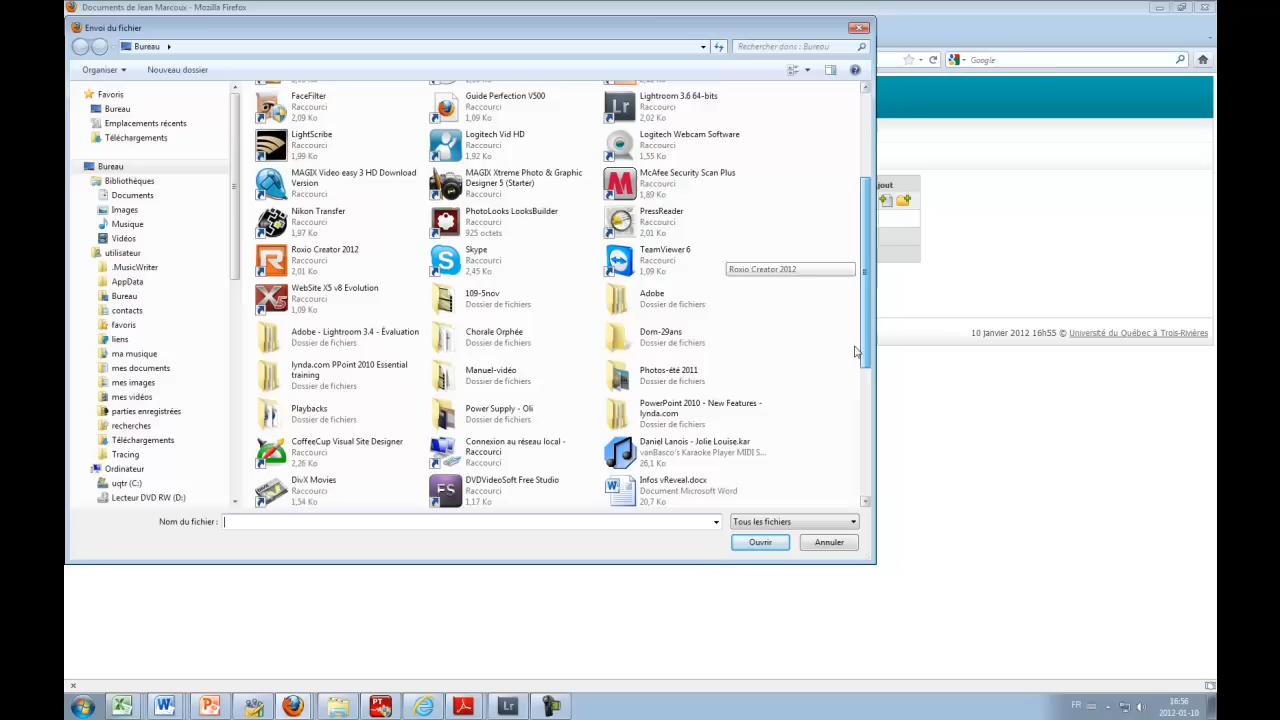 Documents de Jean Marcoux - Mozilla Firefox
Envoi du fichier
Bureau
Rechercher dans : Bureau
Google
Organiser
Nouveau dossier
Favoris
Bureau
Emplacements récents
Téléchargements
Bureau
Bibliothèques
Documents
Images
Musique
Vidéos
utilisateur
.MusicWriter
AppData
Bureau
contacts
favoris
liens
ma musique
mes documents
mes images
mes vidéos
parties enregistrées
recherches
Téléchargements
Tracing
Ordinateur
uqtr (C:)
Lecteur DVD RW (D:)
FaceFilter
Raccourci
2,09 Ko
Guide Perfection V500
Raccourci
1,09 Ko
Lightroom 3.6 64-bits
Raccourci
2,02 Ko
LightScribe
Raccourci
1,99 Ko
Logitech Vid HD
Raccourci
1,92 Ko
Logitech Webcam Software
Raccourci
1,55 Ko
MAGIX Video easy 3 HD Download
Version
Raccourci
MAGIX Xtreme Photo & Graphic
Designer 5 (Starter)
Raccourci
McAfee Security Scan Plus
Raccourci
1,89 Ko
Nikon Transfer
Raccourci
1,97 Ko
PhotoLooks LooksBuilder
Raccourci
925 octets
PressReader
Raccourci
2,01 Ko
Roxio Creator 2012
Raccourci
2,01 Ko
Skype
Raccourci
2,45 Ko
TeamViewer 6
Raccourci
1,09 Ko
Roxio Creator 2012
WebSite X5 v8 Evolution
Raccourci
1,09 Ko
109-5nov
Dossier de fichiers
Adobe
Dossier de fichiers
Adobe - Lightroom 3.4 - Évaluation
Dossier de fichiers
Chorale Orphée
Dossier de fichiers
Dom-29ans
Dossier de fichiers
lynda.com PPoint 2010 Essential
training
Dossier de fichiers
Manuel-vidéo
Dossier de fichiers
Photos-été 2011
Dossier de fichiers
Playbacks
Dossier de fichiers
Power Supply - Oli
Dossier de fichiers
PowerPoint 2010 - New Features -
lynda.com
Dossier de fichiers
CoffeeCup Visual Site Designer
Raccourci
2,26 Ko
Connexion au réseau local -
Raccourci
Raccourci
Daniel Lanois - Jolie Louise.kar
vanBasco's Karaoke Player MIDI S...
26,1 Ko
DivX Movies
Raccourci
1,54 Ko
DVDVideoSoft Free Studio
Raccourci
1,17 Ko
Infos vReveal.docx
Document Microsoft Word
20,7 Ko
Nom du fichier :
Tous les fichiers
Ouvrir
Annuler
jout
10 janvier 2012 16h55 © Université du Québec à Trois-Rivières
FR
16:56
2012-01-10